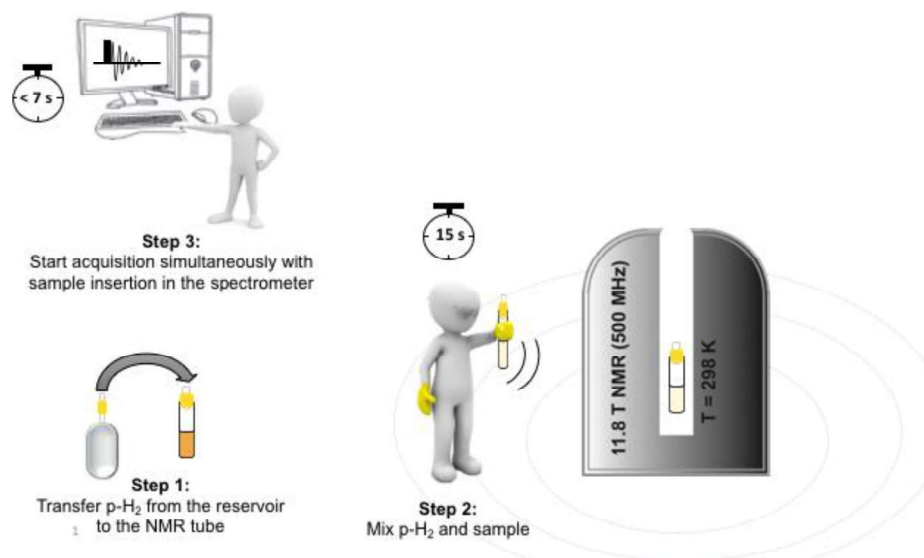 < 7 s
Step 3:
Start acquisition simultaneously with
sample insertion in the spectrometer
Step 1:
Transfer p-H₂ from the reservoir
1 to the NMR tube
15 s
Step 2:
Mix p-H₂ and sample
11.8 T NMR (500 MHz)
T = 298 K